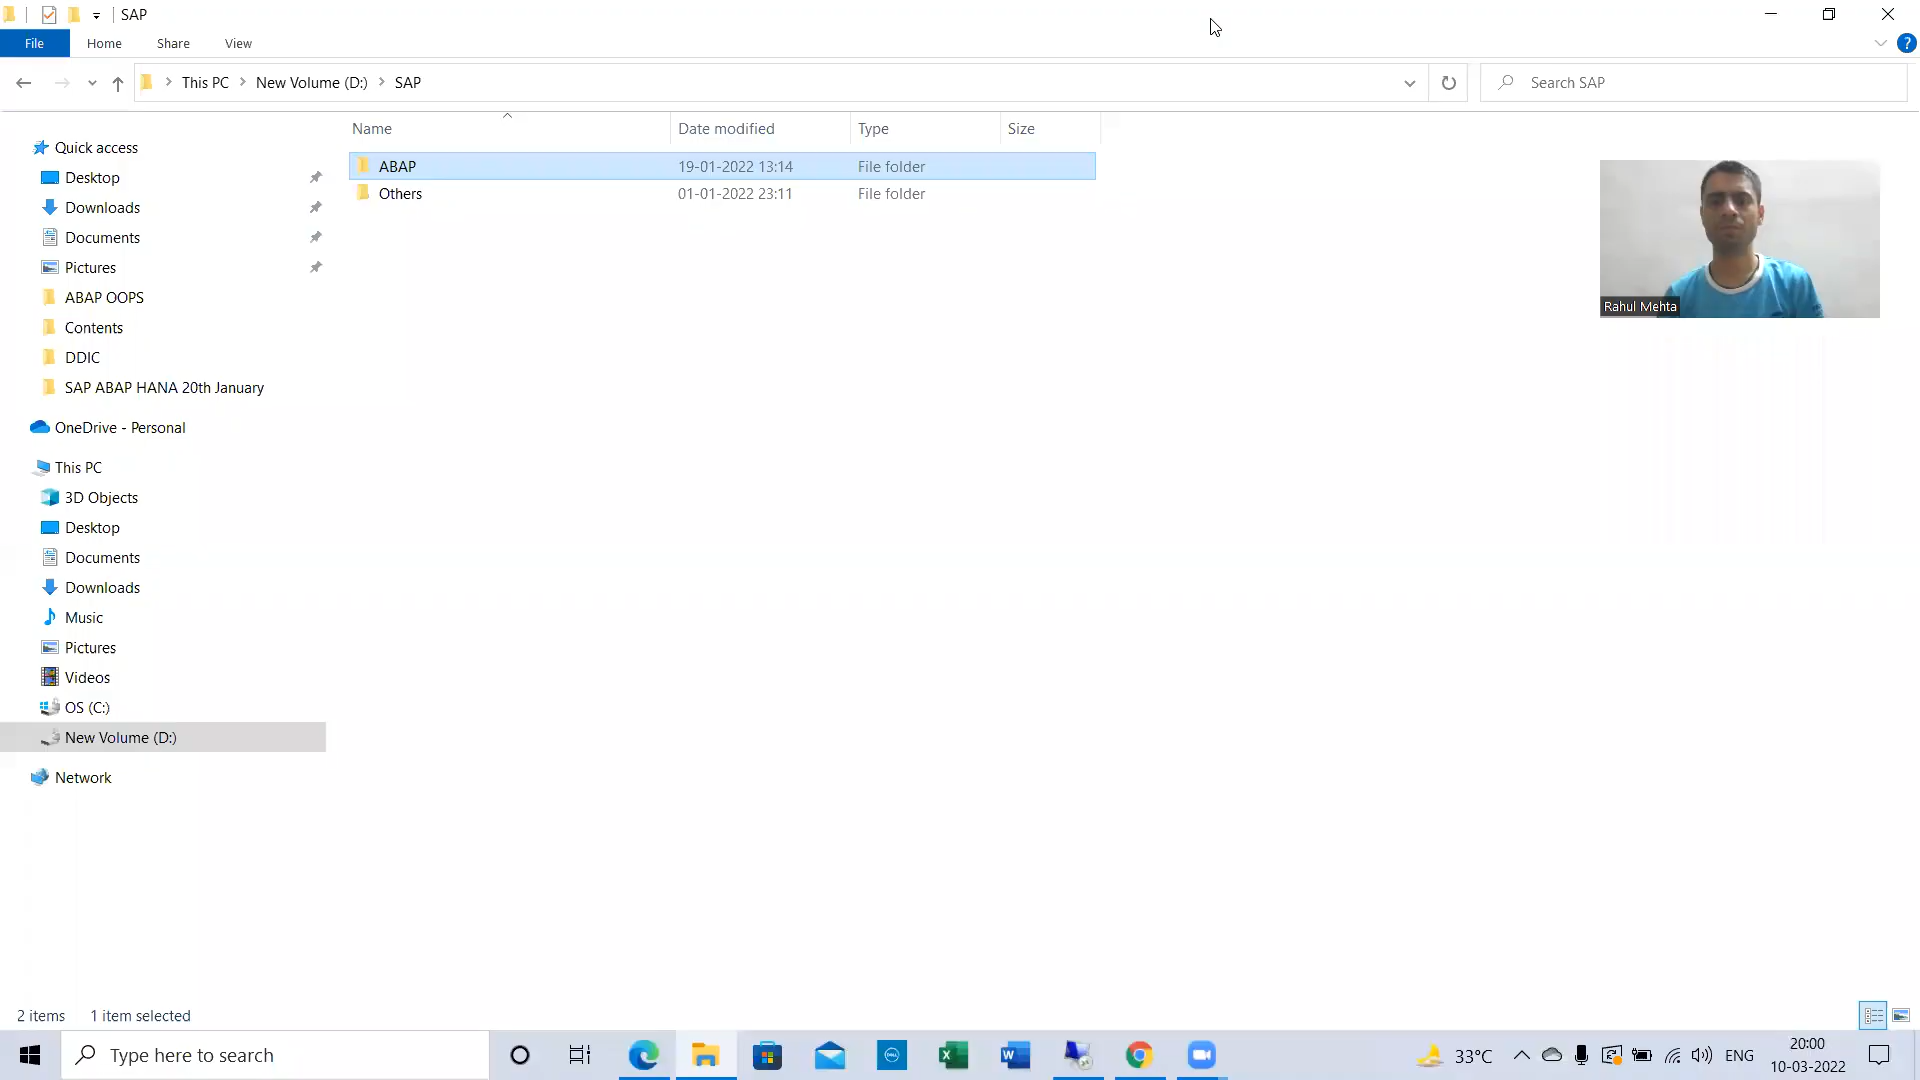 SAP
File Home Share View
This PC New Volume (D:) SAP
Search SAP
Name Date modified Type Size
ABAP 19-01-2022 13:14 File folder
Others 01-01-2022 23:11 File folder
Quick access
Desktop
Downloads
Documents
Pictures
ABAP OOPS
Contents
DDIC
SAP ABAP HANA 20th January
OneDrive - Personal
This PC
3D Objects
Desktop
Documents
Downloads
Music
Pictures
Videos
OS (C:)
New Volume (D:)
Network
Rahul Mehta
2 items 1 item selected
Type here to search
33°C
ENG
20:00
10-03-2022